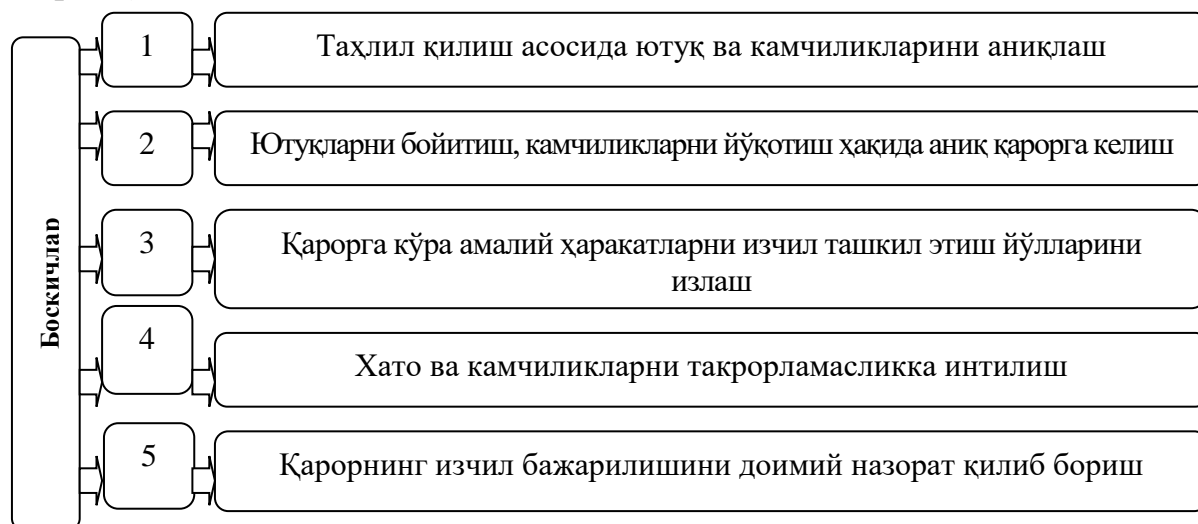 Боскичлар
1
Таҳлил қилиш асосида ютуқ ва камчиликларини аниқлаш
2
Ютуқларни бойитиш, камчиликларни йўқотиш ҳақида аниқ қарорга келиш
3
Қарорга кўра амалий ҳаракатларни изчил ташкил этиш йўлларини
излаш
4
Хато ва камчиликларни такрорламасликка интилиш
5
Қарорнинг изчил бажарилишини доимий назорат қилиб бориш